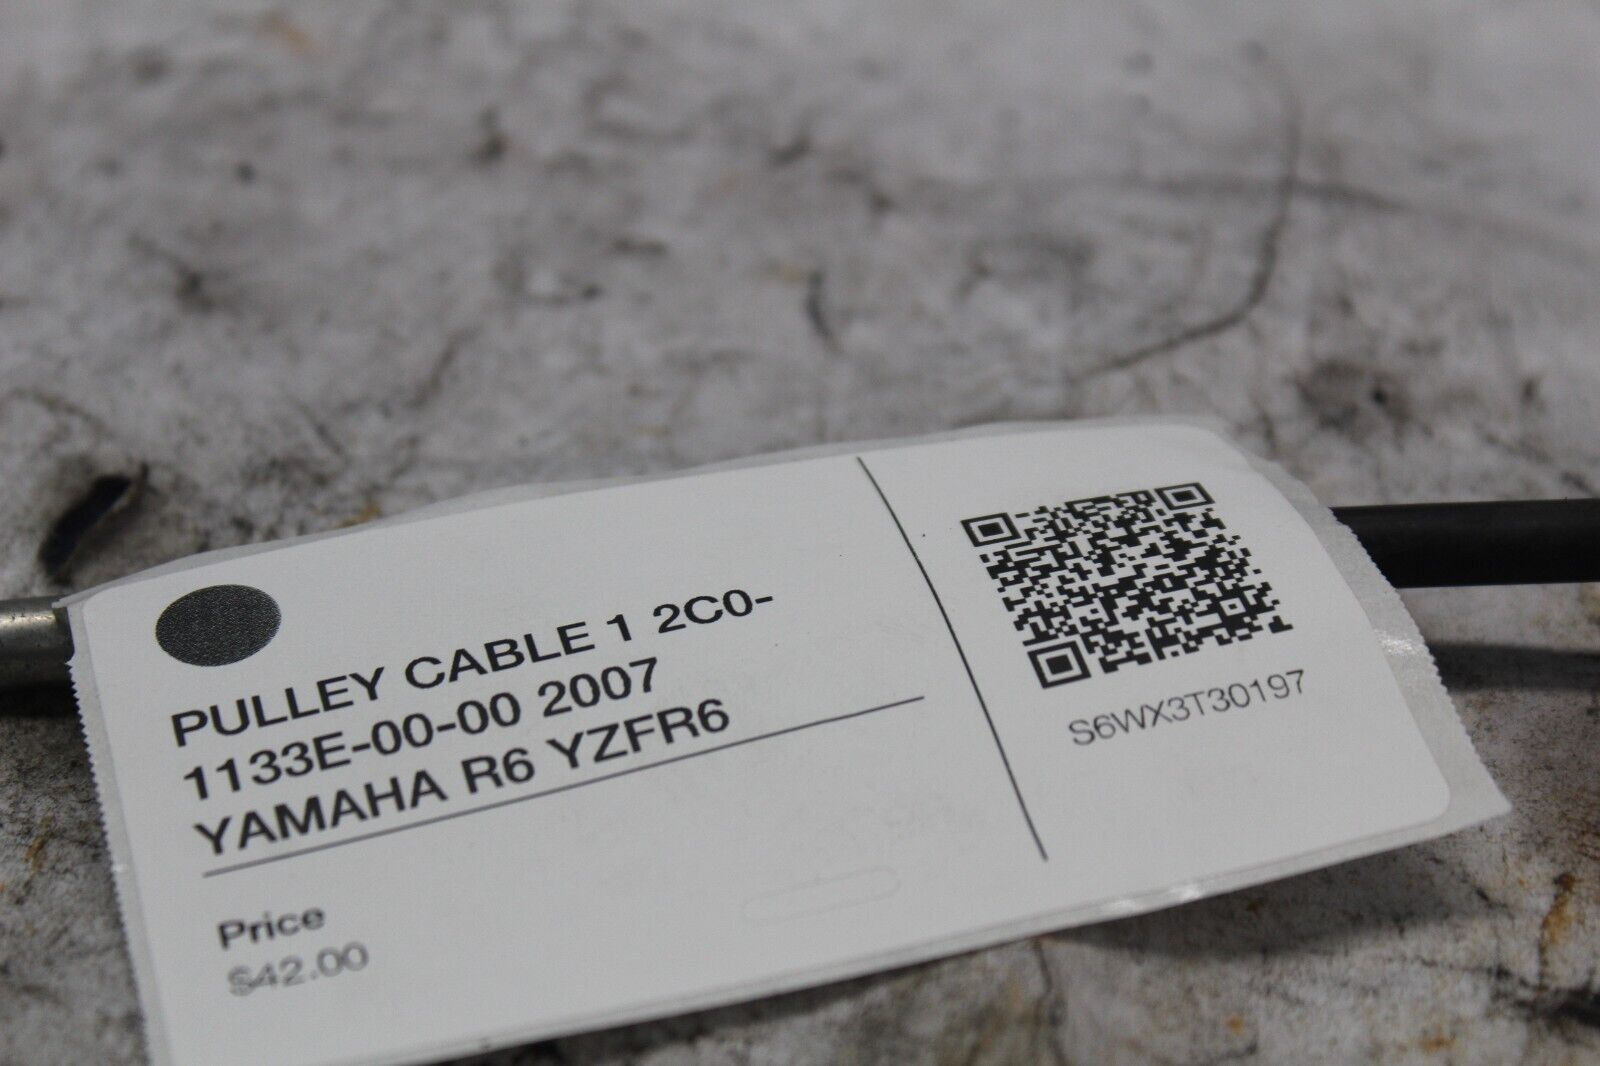 PULLEY CABLE 1 2C0-
1133E-00-00 2007
YAMAHA R6 YZFR6
Price
$42.00
S6WX3T30197